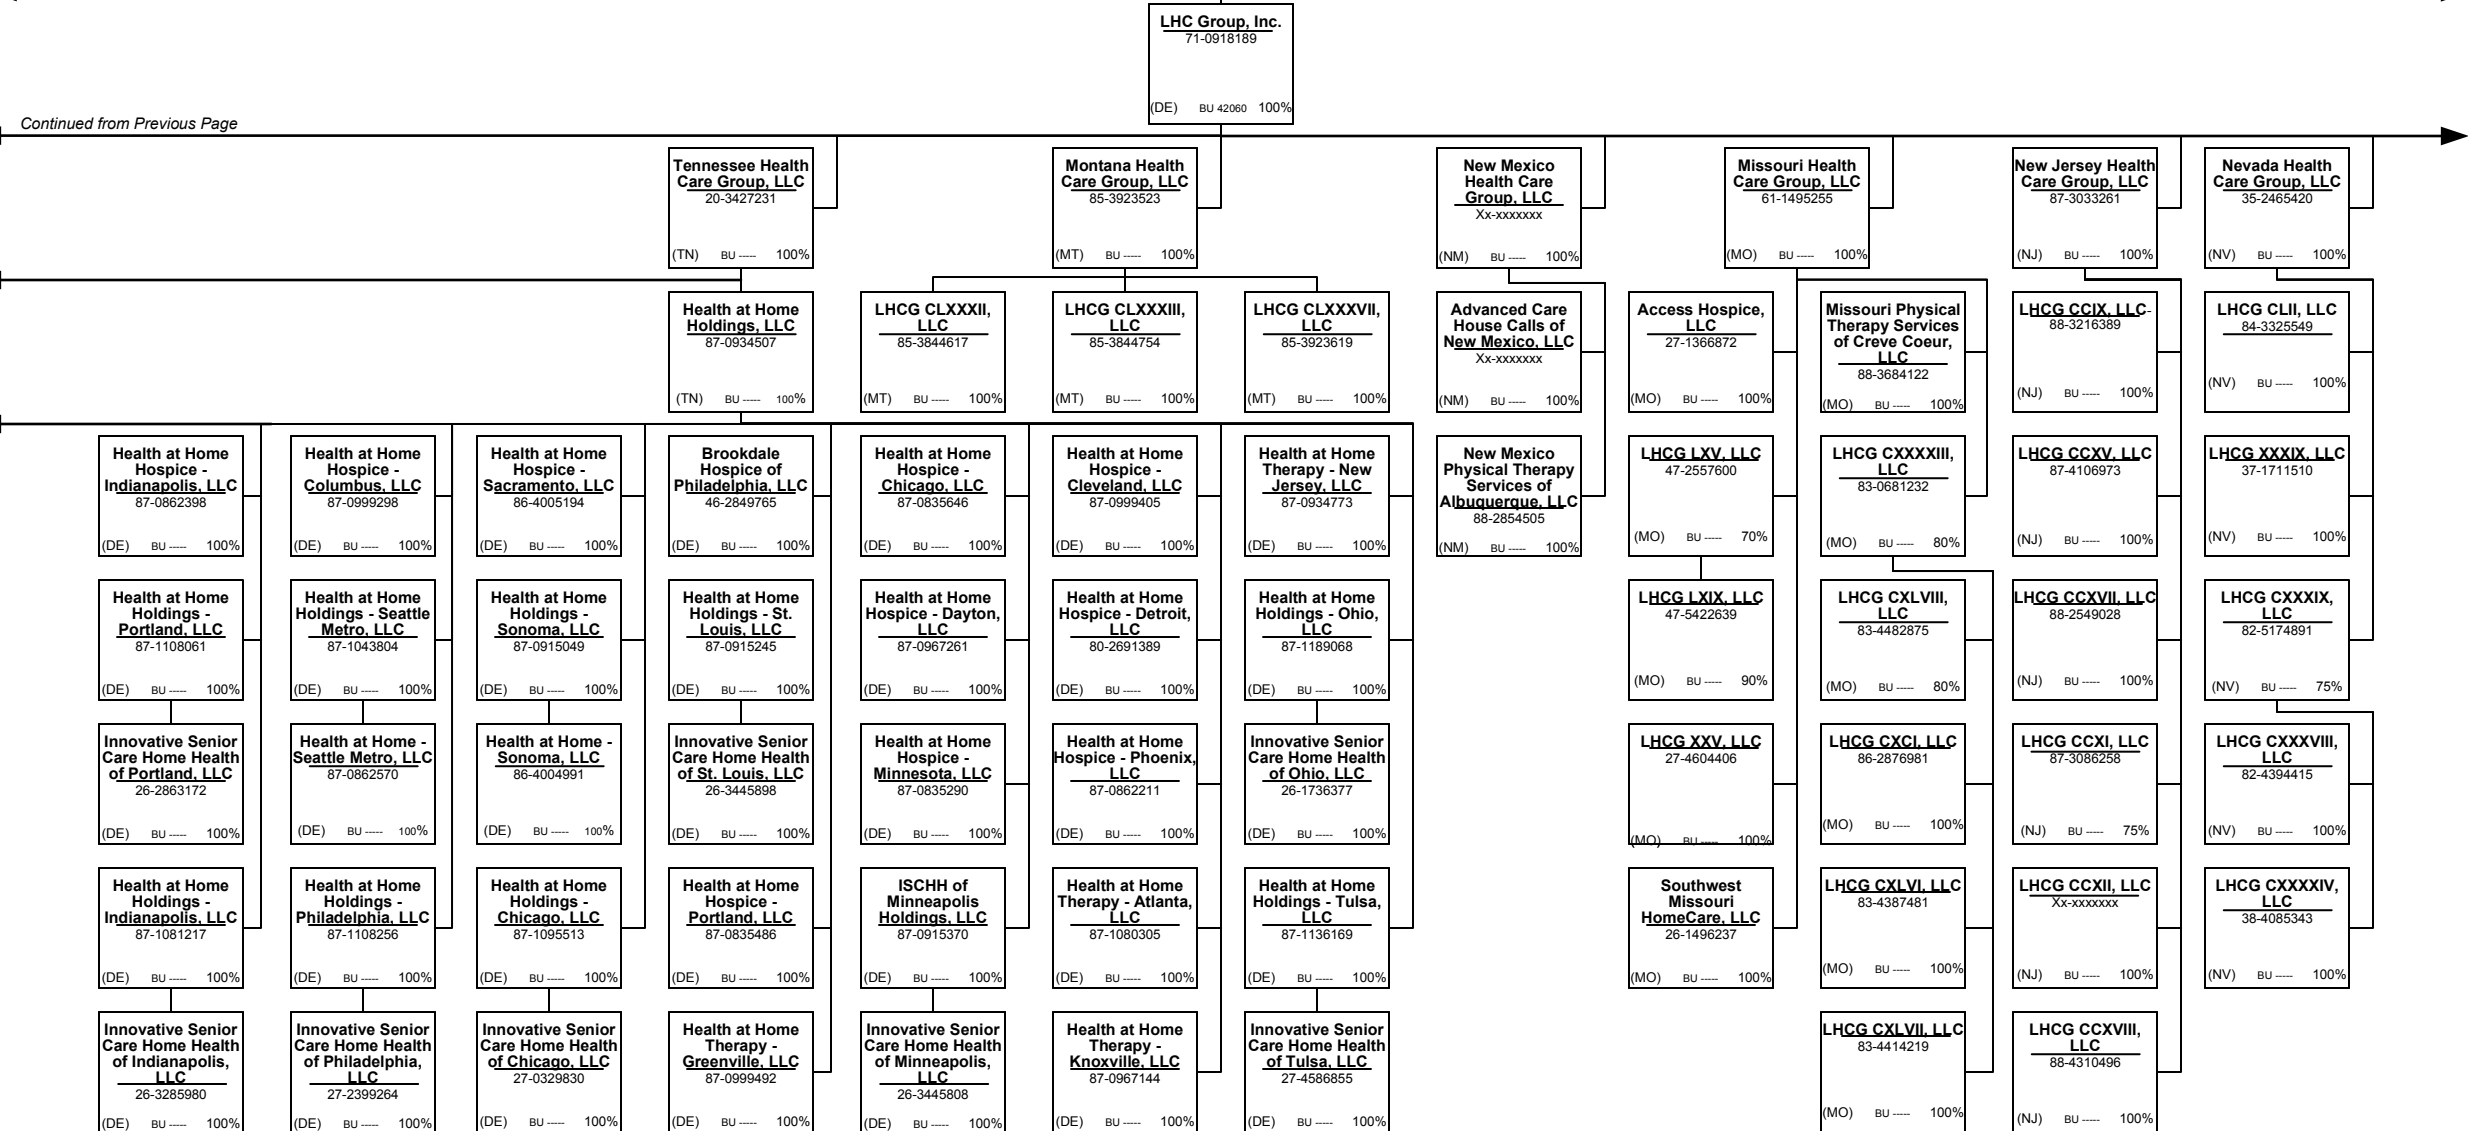 LHC Group, Inc.
71-0918189
(DE) BU 42060 100%
Continued from Previous Page
Tennessee Health
Care Group, LLC
20-3427231
(TN) BU ----- 100%
Montana Health
Care Group, LLC
85-3923523
(MT) BU ----- 100%
New Mexico
Health Care
Group, LLC
Xx-xxxxxxx
(NM) BU ----- 100%
Missouri Health
Care Group, LLC
61-1495255
(MO) BU ----- 100%
New Jersey Health
Care Group, LLC
87-3033261
(NJ) BU ----- 100%
Nevada Health
Care Group, LLC
35-2465420
(NV) BU ----- 100%
Health at Home
Holdings, LLC
87-0934507
(TN) BU ----- 100%
LHCG CLXXXII,
LLC
85-3844617
(MT) BU ----- 100%
LHCG CLXXXIII,
LLC
85-3844754
(MT) BU ----- 100%
LHCG CLXXXVII,
LLC
85-3923619
(MT) BU ----- 100%
Advanced Care
House Calls of
New Mexico, LLC
Xx-xxxxxxx
(NM) BU ----- 100%
Access Hospice,
LLC
27-1366872
(MO) BU ----- 100%
Missouri Physical
Therapy Services
of Creve Coeur,
LLC
88-3684122
(MO) BU ----- 100%
LHCG CCIX, LLC-
88-3216389
(NJ) BU ----- 100%
LHCG CLII, LLC
84-3325549
(NV) BU ----- 100%
Health at Home
Hospice -
Indianapolis, LLC
87-0862398
(DE) BU ----- 100%
Health at Home
Hospice -
Columbus, LLC
87-0999298
(DE) BU ----- 100%
Health at Home
Hospice -
Sacramento, LLC
86-4005194
(DE) BU ----- 100%
Brookdale
Hospice of
Philadelphia, LLC
46-2849765
(DE) BU ----- 100%
Health at Home
Hospice -
Chicago, LLC
87-0835646
(DE) BU ----- 100%
Health at Home
Hospice -
Cleveland, LLC
87-0999405
(DE) BU ----- 100%
Health at Home
Therapy - New
Jersey, LLC
87-0934773
(DE) BU ----- 100%
New Mexico
Physical Therapy
Services of
Albuquerque, LLC
88-2854505
(NM) BU ----- 100%
LHCG LXV, LLC
47-2557600
(MO) BU ----- 70%
LHCG CXXXXIII,
LLC
83-0681232
(MO) BU ----- 80%
LHCG CCXV, LLC
87-4106973
(NJ) BU ----- 100%
LHCG XXXIX, LLC
37-1711510
(NV) BU ----- 100%
Health at Home
Holdings -
Portland, LLC
87-1108061
(DE) BU ----- 100%
Health at Home
Holdings - Seattle
Metro, LLC
87-1043804
(DE) BU ----- 100%
Health at Home
Holdings -
Sonoma, LLC
87-0915049
(DE) BU ----- 100%
Health at Home
Holdings - St.
Louis, LLC
87-0915245
(DE) BU ----- 100%
Health at Home
Hospice - Dayton,
LLC
87-0967261
(DE) BU ----- 100%
Health at Home
Hospice - Detroit,
LLC
80-2691389
(DE) BU ----- 100%
Health at Home
Holdings - Ohio,
LLC
87-1189068
(DE) BU ----- 100%
LHCG LXIX, LLC
47-5422639
(MO) BU ----- 90%
LHCG CXLVIII,
LLC
83-4482875
(MO) BU ----- 80%
LHCG CCXVII, LLC
88-2549028
(NJ) BU ----- 100%
LHCG CXXXIX,
LLC
82-5174891
(NV) BU ----- 75%
Innovative Senior
Care Home Health
of Portland, LLC
26-2863172
(DE) BU ----- 100%
Health at Home -
Seattle Metro, LLC
87-0862570
(DE) BU ----- 100%
Health at Home -
Sonoma, LLC
86-4004991
(DE) BU ----- 100%
Innovative Senior
Care Home Health
of St. Louis, LLC
26-3445898
(DE) BU ----- 100%
Health at Home
Hospice -
Minnesota, LLC
87-0835290
(DE) BU ----- 100%
Health at Home
Hospice - Phoenix,
LLC
87-0862211
(DE) BU ----- 100%
Innovative Senior
Care Home Health
of Ohio, LLC
26-1736377
(DE) BU ----- 100%
LHCG XXV, LLC
27-4604406
(MO) BU ----- 100%
LHCG CXCI, LLC
86-2876981
(MO) BU ----- 100%
LHCG CCXI, LLC
87-3086258
(NJ) BU ----- 75%
LHCG CXXXVIII,
LLC
82-4394415
(NV) BU ----- 100%
Health at Home
Holdings -
Indianapolis, LLC
87-1081217
(DE) BU ----- 100%
Health at Home
Holdings -
Philadelphia, LLC
87-1108256
(DE) BU ----- 100%
Health at Home
Holdings -
Chicago, LLC
87-1095513
(DE) BU ----- 100%
Health at Home
Hospice -
Portland, LLC
87-0835486
(DE) BU ----- 100%
ISCHH of
Minneapolis
Holdings, LLC
87-0915370
(DE) BU ----- 100%
Health at Home
Therapy - Atlanta,
LLC
87-1080305
(DE) BU ----- 100%
Health at Home
Holdings - Tulsa,
LLC
87-1136169
(DE) BU ----- 100%
Southwest
Missouri
HomeCare, LLC
26-1496237
(MO) BU ----- 100%
LHCG CXLVI, LLC
83-4387481
(MO) BU ----- 100%
LHCG CCXII, LLC
Xx-xxxxxxx
(NJ) BU ----- 100%
LHCG CXXXXIV,
LLC
38-4085343
(NV) BU ----- 100%
Innovative Senior
Care Home Health
of Indianapolis,
LLC
26-3285980
(DE) BU ----- 100%
Innovative Senior
Care Home Health
of Philadelphia,
LLC
27-2399264
(DE) BU ----- 100%
Innovative Senior
Care Home Health
of Chicago, LLC
27-0329830
(DE) BU ----- 100%
Health at Home
Therapy -
Greenville, LLC
87-0999492
(DE) BU ----- 100%
Innovative Senior
Care Home Health
of Minneapolis,
LLC
26-3445808
(DE) BU ----- 100%
Health at Home
Therapy -
Knoxville, LLC
87-0967144
(DE) BU ----- 100%
Innovative Senior
Care Home Health
of Tulsa, LLC
27-4586855
(DE) BU ----- 100%
LHCG CXLVII, LLC
83-4414219
(MO) BU ----- 100%
LHCG CCXVIII,
LLC
88-4310496
(NJ) BU ----- 100%